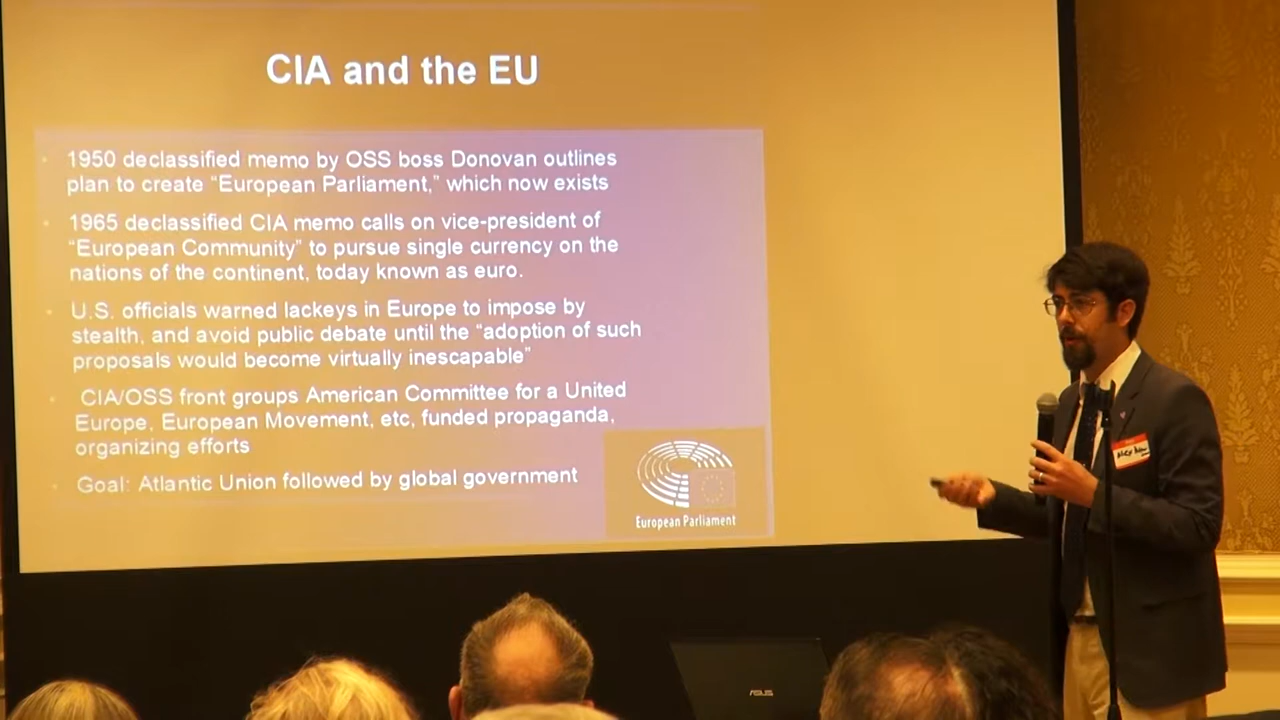 CIA and the EU
1950 declassified memo by OSS boss Donovan outlines
plan to create “European Parliament,” which now exists
1965 declassified CIA memo calls on vice-president of
“European Community” to pursue single currency on the
nations of the continent, today known as euro.
U.S. officials warned lackeys in Europe to impose by
stealth, and avoid public debate until the “adoption of such
proposals would become virtually inescapable”
CIA/OSS front groups American Committee for a United
Europe, European Movement, etc, funded propaganda,
organizing efforts
Goal: Atlantic Union followed by global government
European Parliament
ASUS